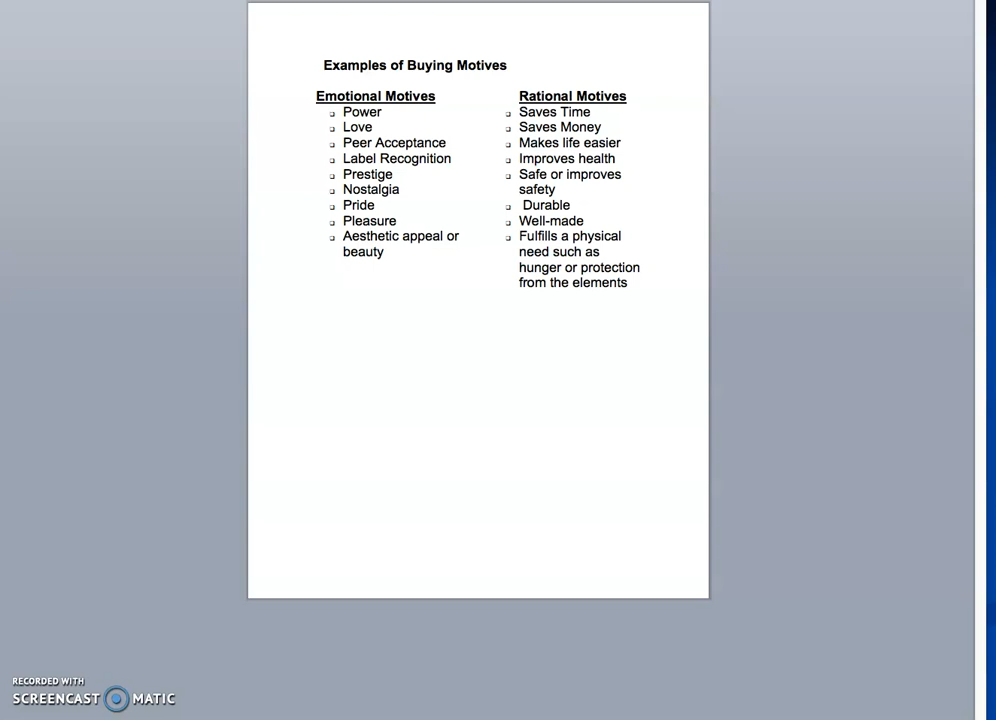 Examples of Buying Motives
Emotional Motives
Power
Love
Peer Acceptance
Label Recognition
Prestige
Nostalgia
Pride
Pleasure
Aesthetic appeal or
beauty
Rational Motives
Saves Time
Saves Money
Makes life easier
Improves health
Safe or improves
safety
Durable
Well-made
Fulfills a physical
need such as
hunger or protection
from the elements
RECORDED WITH
SCREENCAST MATIC